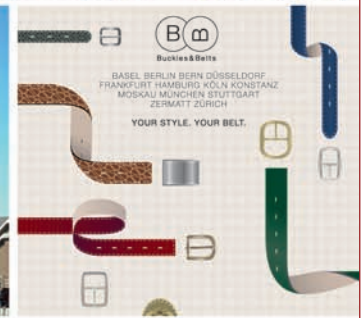 B B
Buckles&Belts
BASEL BERLIN BERN DÜSSELDORF
FRANKFURT HAMBURG KÖLN KONSTANZ
MOSKAU MÜNCHEN STUTTGART
ZERMATT ZÜRICH
YOUR STYLE. YOUR BELT.